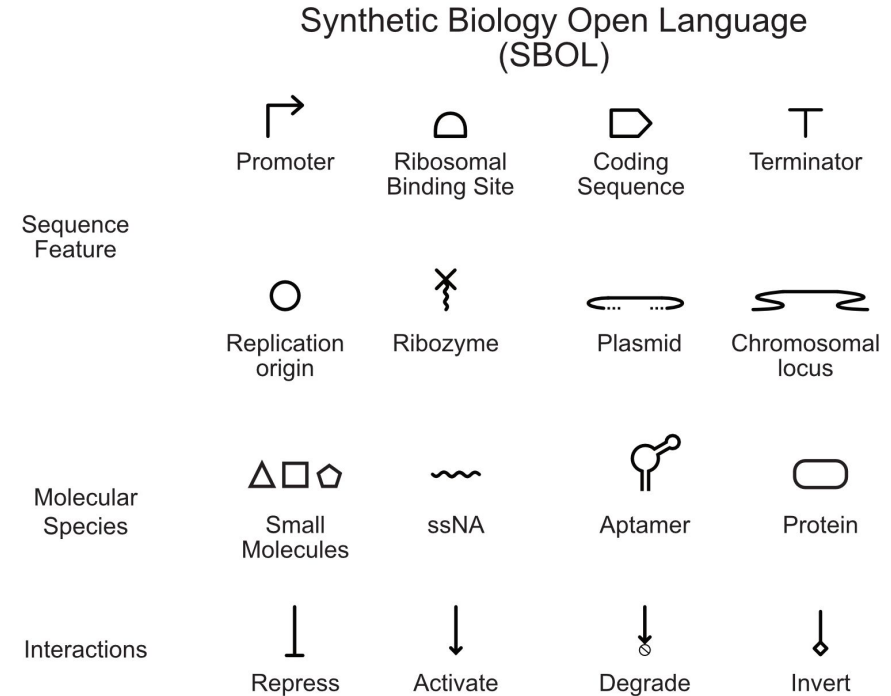 Synthetic Biology Open Language
(SBOL)
Promoter
Ribosomal
Binding Site
Coding
Sequence
Terminator
Sequence
Feature
Replication
origin
Ribozyme
Plasmid
Chromosomal
locus
Molecular
Species
Small
Molecules
ssNA
Aptamer
Protein
Interactions
Repress
Activate
Degrade
Invert